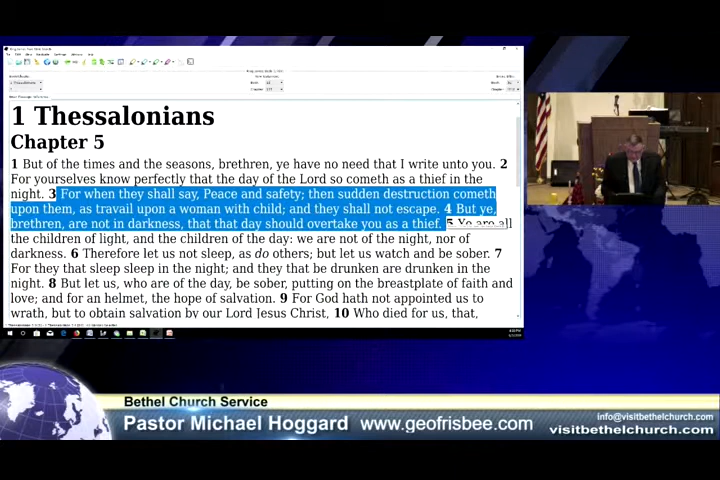 1 Thessalonians
Chapter 5
1 But of the times and the seasons, brethren, ye have no need that I write unto you. 2
For yourselves know perfectly that the day of the Lord so cometh as a thief in the
night. 3 For when they shall say, Peace and safety; then sudden destruction cometh
upon them, as travail upon a woman with child; and they shall not escape. 4 But ye,
brethren, are not in darkness, that that day should overtake you as a thief. 5 Ye are all
the children of light, and the children of the day: we are not of the night, nor of
darkness. 6 Therefore let us not sleep, as do others; but let us watch and be sober. 7
For they that sleep sleep in the night; and they that be drunken are drunken in the
night. 8 But let us, who are of the day, be sober, putting on the breastplate of faith and
love; and for an helmet, the hope of salvation. 9 For God hath not appointed us to
wrath, but to obtain salvation by our Lord Jesus Christ, 10 Who died for us, that,
Bethel Church Service
Pastor Michael Hoggard www.geofrisbee.com
info@visitbethelchurch.com
visitbethelchurch.com